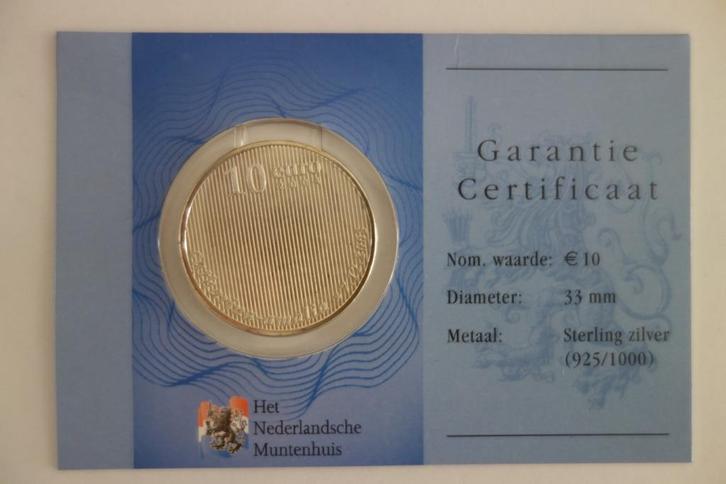 10 euro
Garantie
Certificaat
Nom. waarde: € 10
Diameter: 33 mm
Metaal: Sterling zilver
(925/1000)
Het
Nederlandsche
Muntenhuis